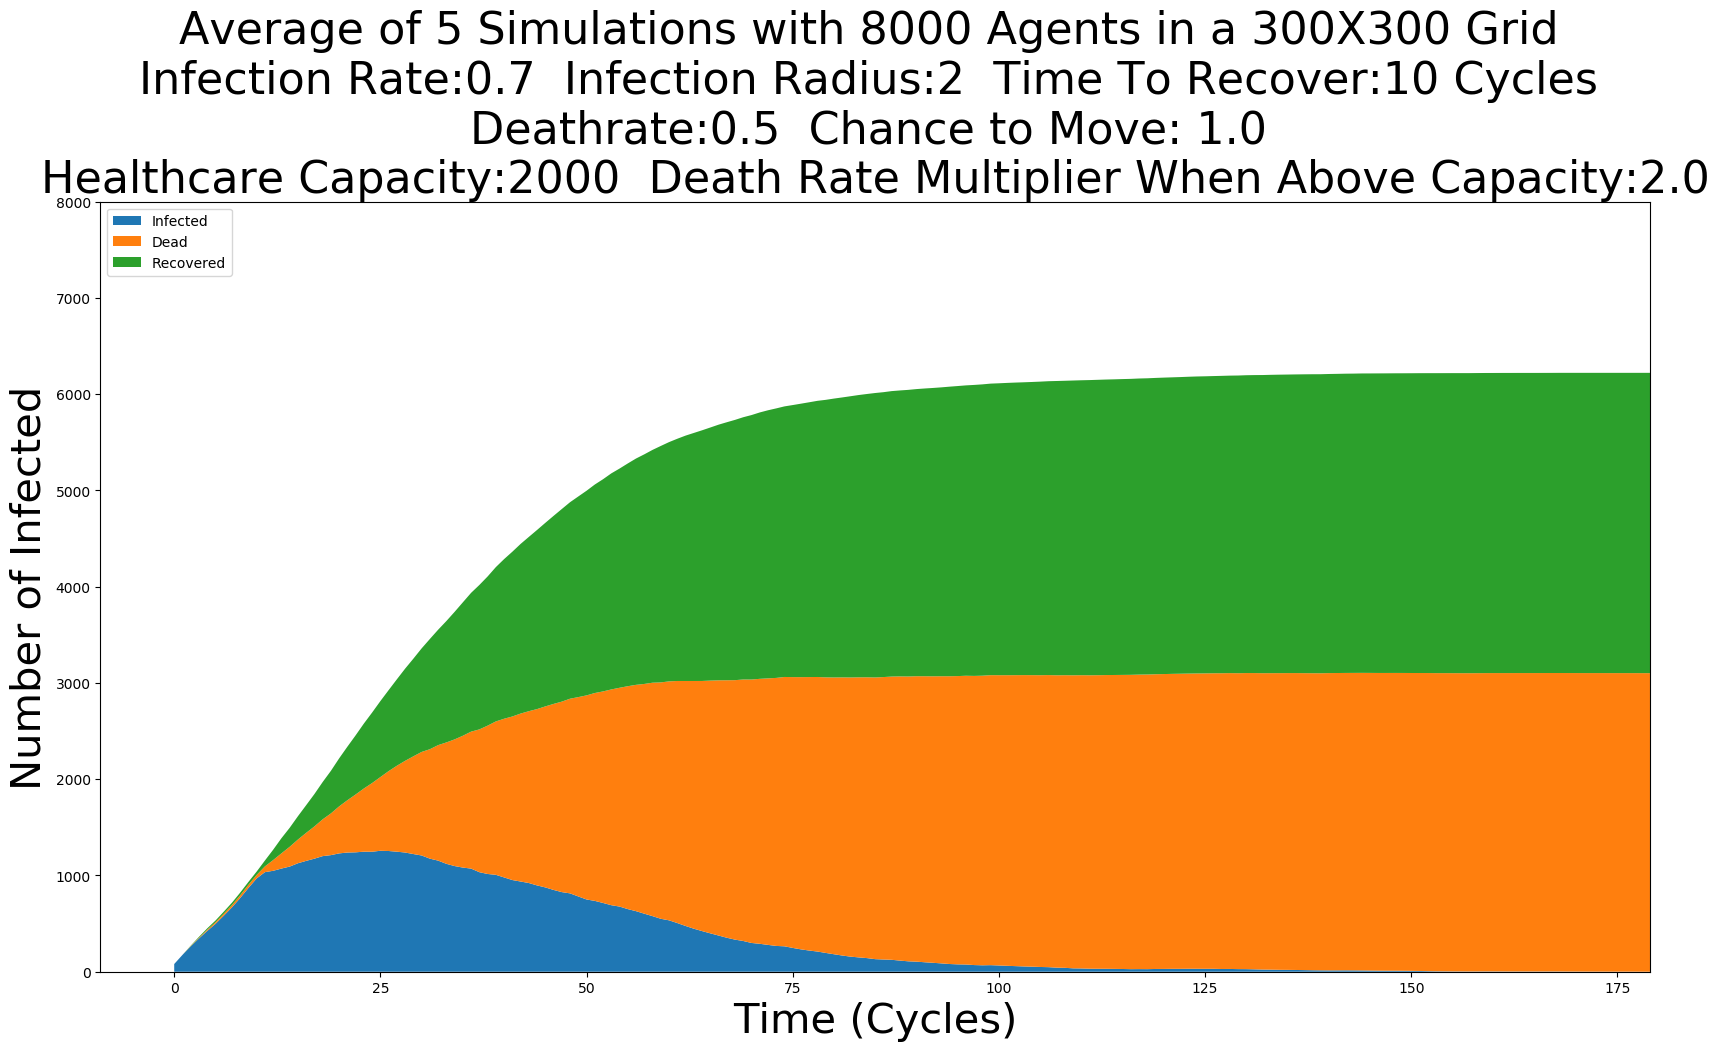 Average of 5 Simulations with 8000 Agents in a 300X300 Grid
Infection Rate:0.7  Infection Radius:2  Time To Recover:10 Cycles
Deathrate:0.5  Chance to Move: 1.0
Healthcare Capacity:2000  Death Rate Multiplier When Above Capacity:2.0
Infected
Dead
Recovered
8000
7000
6000
5000
4000
3000
2000
1000
0
Number of Infected
0 25 50 75 100 125 150 175
Time (Cycles)